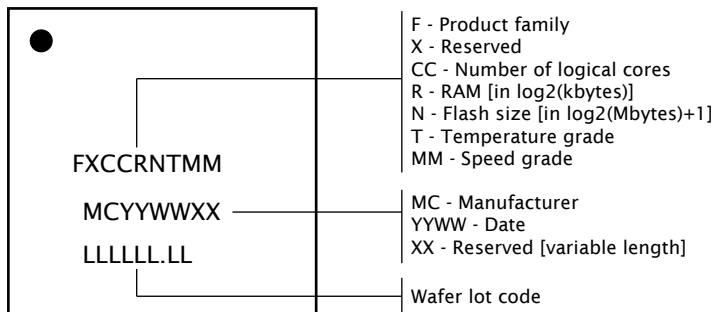 F - Product family
X - Reserved
CC - Number of logical cores
R - RAM [in log2(kbytes)]
N - Flash size [in log2(Mbytes)+1]
T - Temperature grade
MM - Speed grade
FXCCRNTMM
MCYYWWXX
MC - Manufacturer
YYWW - Date
XX - Reserved [variable length]
LLLLLL.LL
Wafer lot code